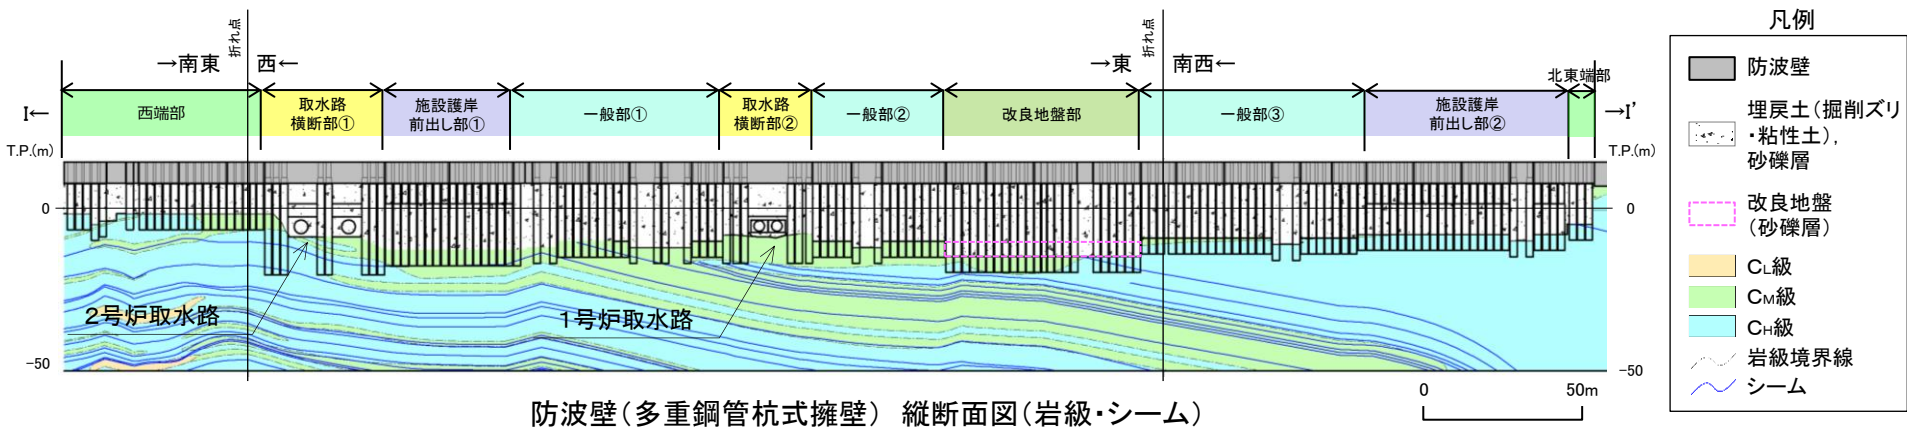 折れ点
→南東
西←
→東
折れ点
南西←
I←
西端部
取水路
横断部①
施設護岸
前出し部①
一般部①
取水路
横断部②
一般部②
改良地盤部
一般部③
施設護岸
前出し部②
北東端部
→I'
T.P.(m)
T.P.(m)
0
0
2号炉取水路
1号炉取水路
-50
-50
0
50m
防波壁(多重鋼管杭式擁壁) 縦断面図(岩級・シーム)
凡例
防波壁
埋戻土(掘削ズリ
・粘性土),
砂礫層
改良地盤
(砂礫層)
CL級
CM級
CH級
岩級境界線
シーム